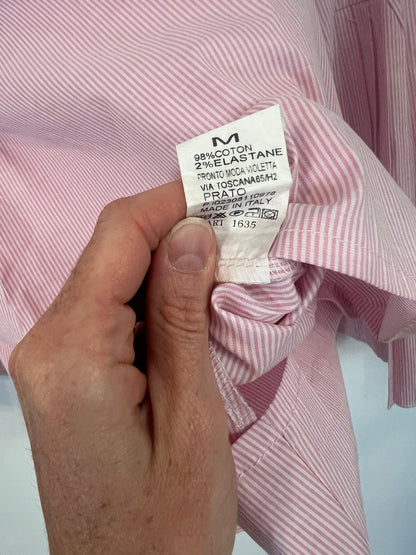 M
98%COTON
2%ELASTANE
PRONTO MODA VIOLETTA
VIA TOSCANA65/H2
PRATO
MADE IN ITALY
ART 1635